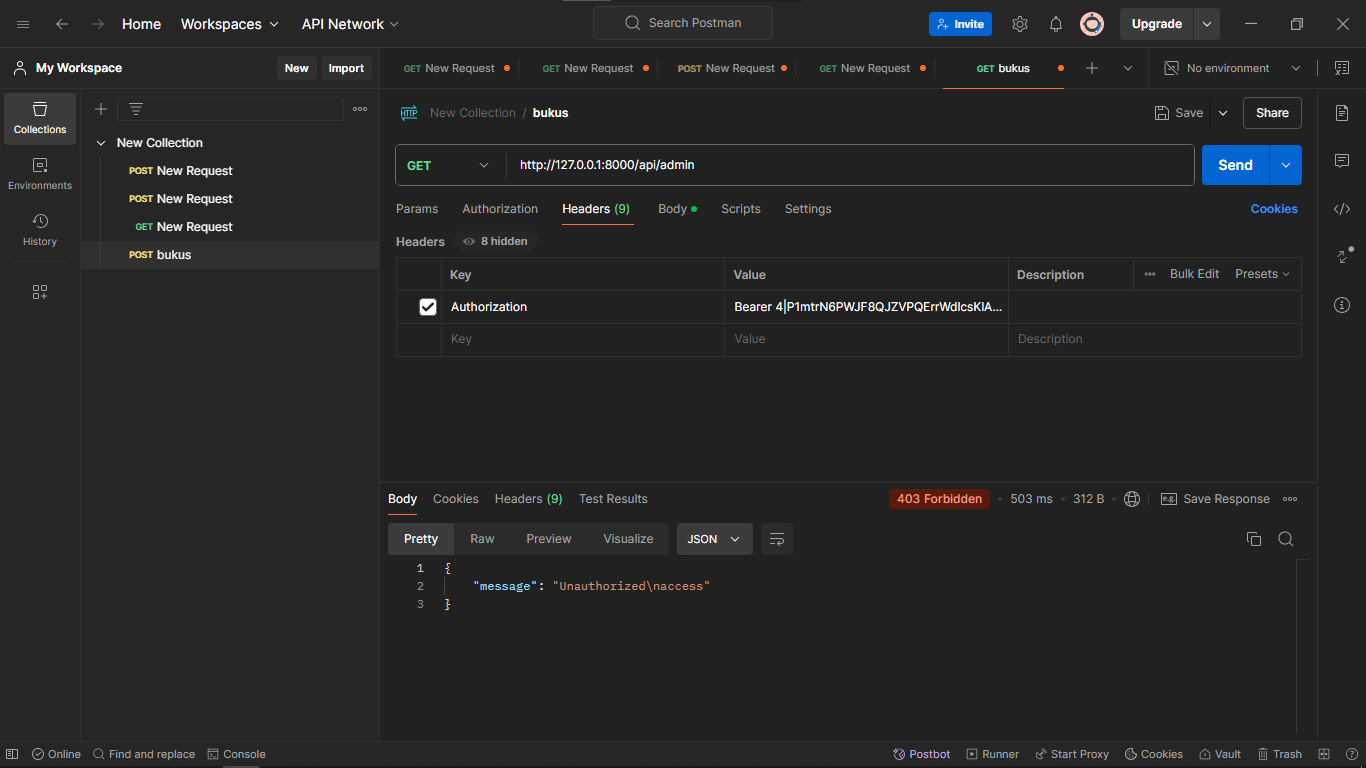 Home Workspaces API Network Search Postman Invite Upgrade
My Workspace New Import GET New Request GET New Request POST New Request GET New Request GET bukus No environment
Collections
Environments
History
New Collection
POST New Request
POST New Request
GET New Request
POST bukus
HTTP New Collection / bukus Save Share
GET http://127.0.0.1:8000/api/admin Send
Params Authorization Headers (9) Body Scripts Settings Cookies
Headers 8 hidden
Key Value Description Bulk Edit Presets
Authorization Bearer 4|P1mtrN6PWJF8QJZVPQErrWdIcsKIA...
Key Value Description
Body Cookies Headers (9) Test Results 403 Forbidden 503 ms 312 B e.g. Save Response
Pretty Raw Preview Visualize JSON
1 {
2 "message": "Unauthorized\naccess"
3 }
Online Find and replace Console Postbot Runner Start Proxy Cookies Vault Trash